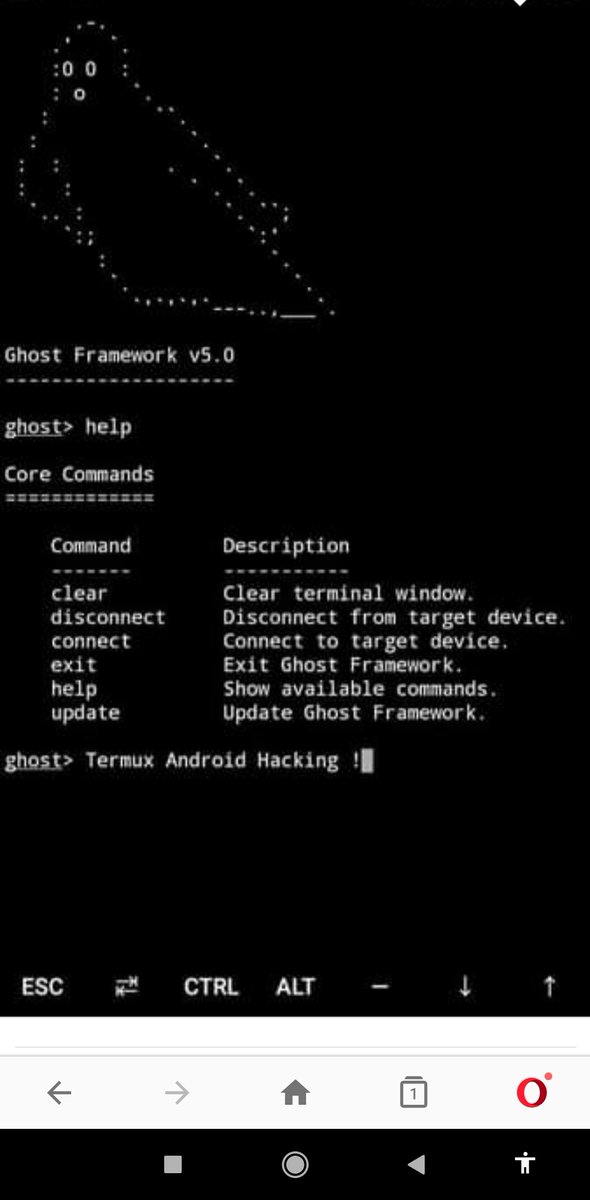 :O O :
: o
Ghost Framework v5.0
--------------------
ghost> help
Core Commands
=============
Command Description
------- -----------
clear Clear terminal window.
disconnect Disconnect from target device.
connect Connect to target device.
exit Exit Ghost Framework.
help Show available commands.
update Update Ghost Framework.
ghost> Termux Android Hacking !
ESC CTRL ALT – ↓ ↑
1